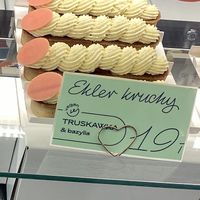 Ekler kruchy
TRUSKAWKA
& bazylia
19,-